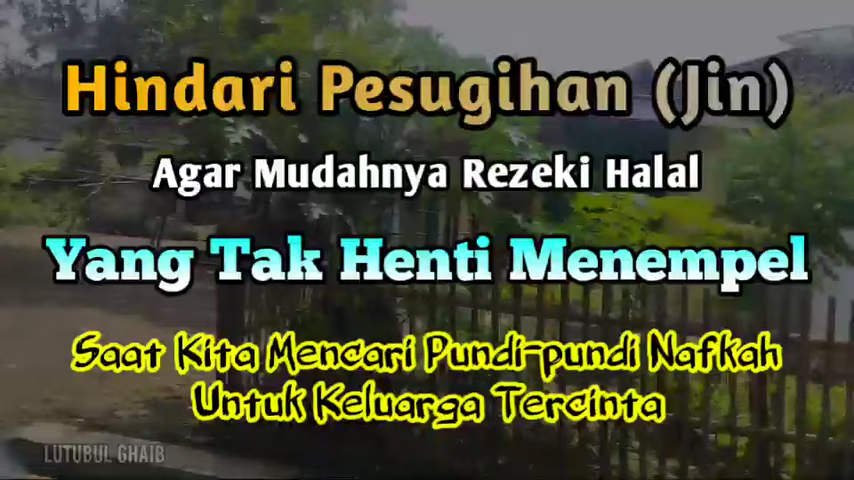 Hindari Pesugihan (Jin)
Agar Mudahnya Rezeki Halal
Yang Tak Henti Menempel
Saat Kita Mencari Pundi-pundi Nafkah
Untuk Keluarga Tercinta
LUTUBUL GHAIB